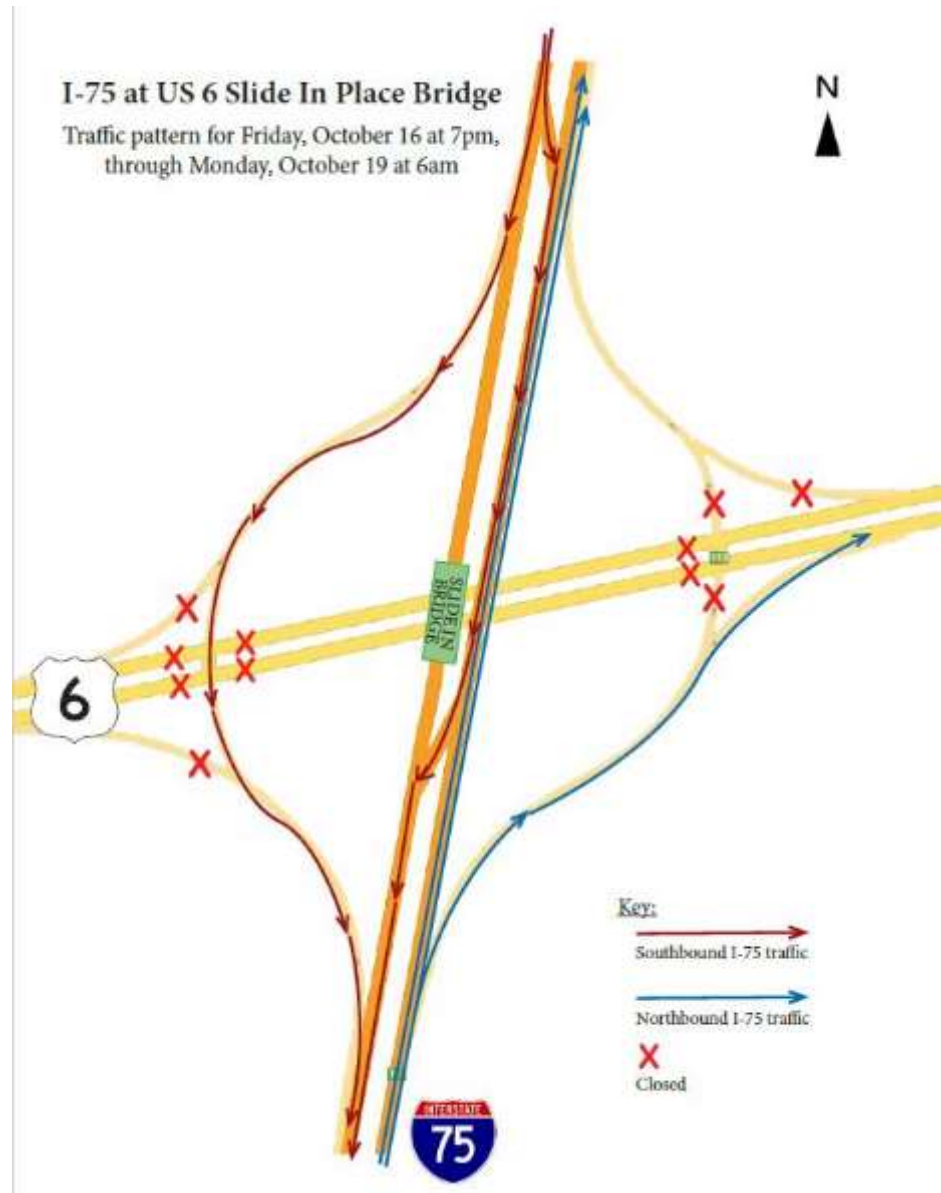 I-75 at US 6 Slide In Place Bridge
Traffic pattern for Friday, October 16 at 7pm,
through Monday, October 19 at 6am
N
SLIDE IN
BRIDGE
6
Key:
Southbound I-75 traffic
Northbound I-75 traffic
X
Closed
INTERSTATE
75